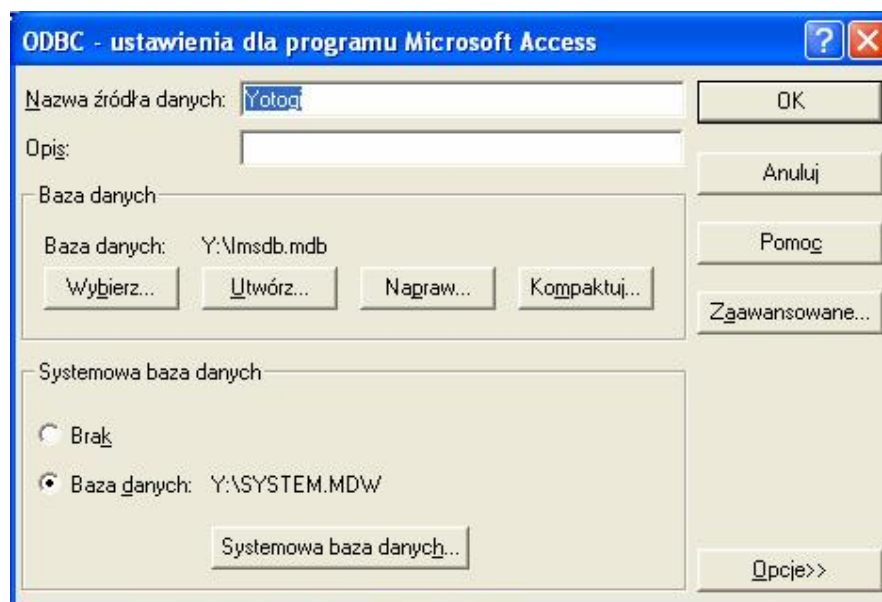 ODBC - ustawienia dla programu Microsoft Access
Nazwa źródła danych: Yotogi
OK
Opis:
Anuluj
Baza danych
Baza danych: Y:\lmsdb.mdb
Pomoc
Wybierz... Utwórz... Napraw... Kompaktuj...
Zaawansowane...
Systemowa baza danych
Brak
Baza danych: Y:\SYSTEM.MDW
Systemowa baza danych...
Opcje>>